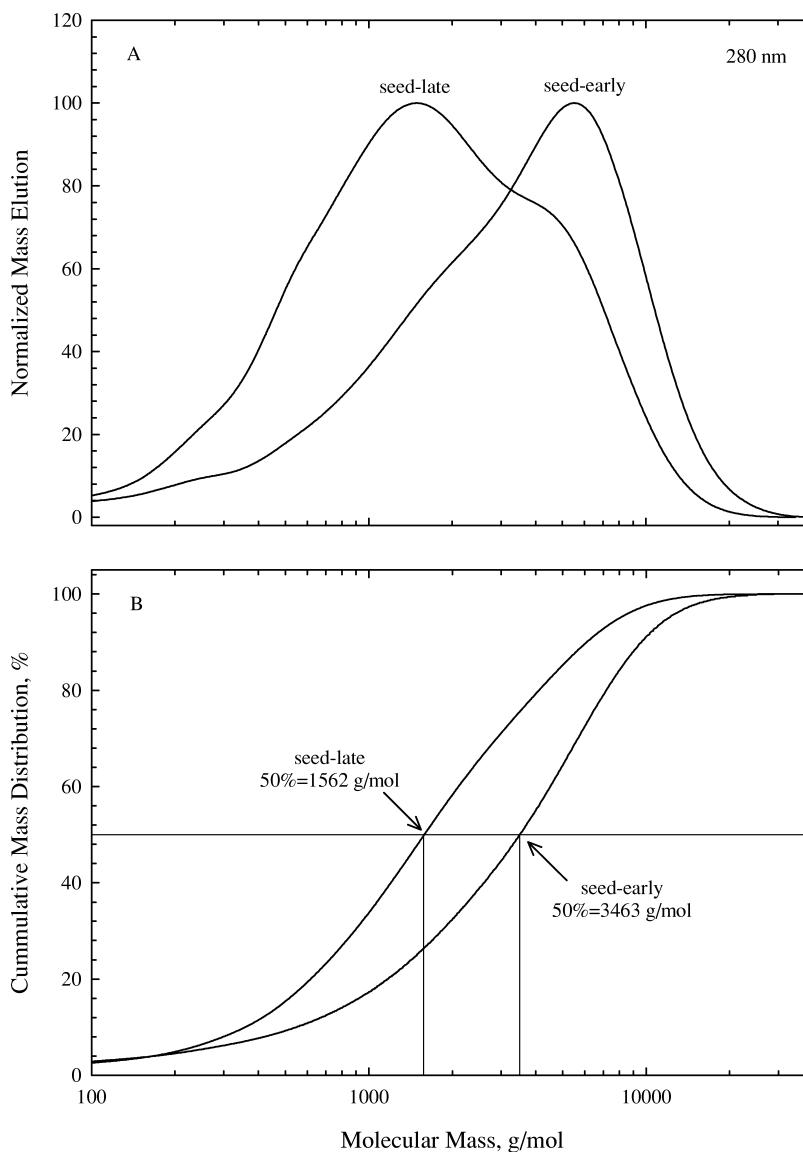 120
A
280 nm
seed-late
seed-early
100
80
60
40
20
0
Normalized Mass Elution
B
100
80
60
40
20
0
Cummulative Mass Distribution, %
seed-late
50%=1562 g/mol
seed-early
50%=3463 g/mol
100
1000
10000
Molecular Mass, g/mol